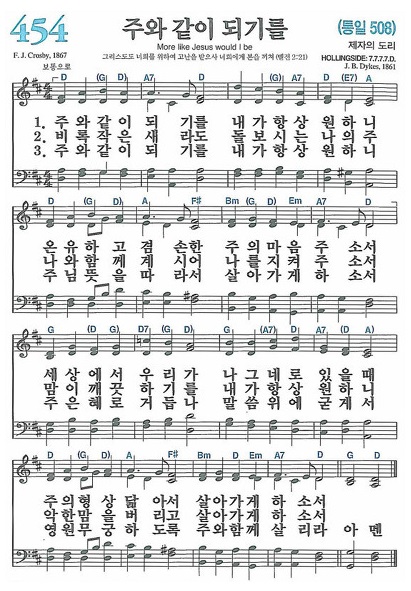 454
주와 같이 되기를
(통일 508)
More like Jesus would I be
제자의 도리
F. J. Crosby, 1867
그리스도도 너희를 위하여 고난을 받으사 너희에게 본을 끼쳐 (벧전 2:21)
HOLLINGSIDE: 7.7.7.7.D.
보통으로
J. B. Dykes, 1861
D (G D) D A7 D (E7) A
1. 주와같이 되 기를 내가항상 원하니
2. 비록작은 새 라도 돌보시는 나의주
3. 주와같이 되 기를 내가항상 원하니
D (G D) A F# Bm G D Em A7 D
온유하고겸 손한 주의마음 주 소서
나와함께계 시어 나를지켜 주 소서
주님뜻을따 라서 살아가게 하 소서
G (D G) D7 (G D) G (A7) A7 D A
세상에서 우리가 나그네로 있을때
맘이깨끗 하기를 내가항상 원하니
주은혜로 거듭나 말씀위에 굳게서
D (G D) A F# Bm D Em A7 D G D
주의형상 닮 아서 살아가게 하 소서
악한맘을 버 리고 살아가게 하 소서
영원무궁 하 도록 주와함께 살 리라 아 멘